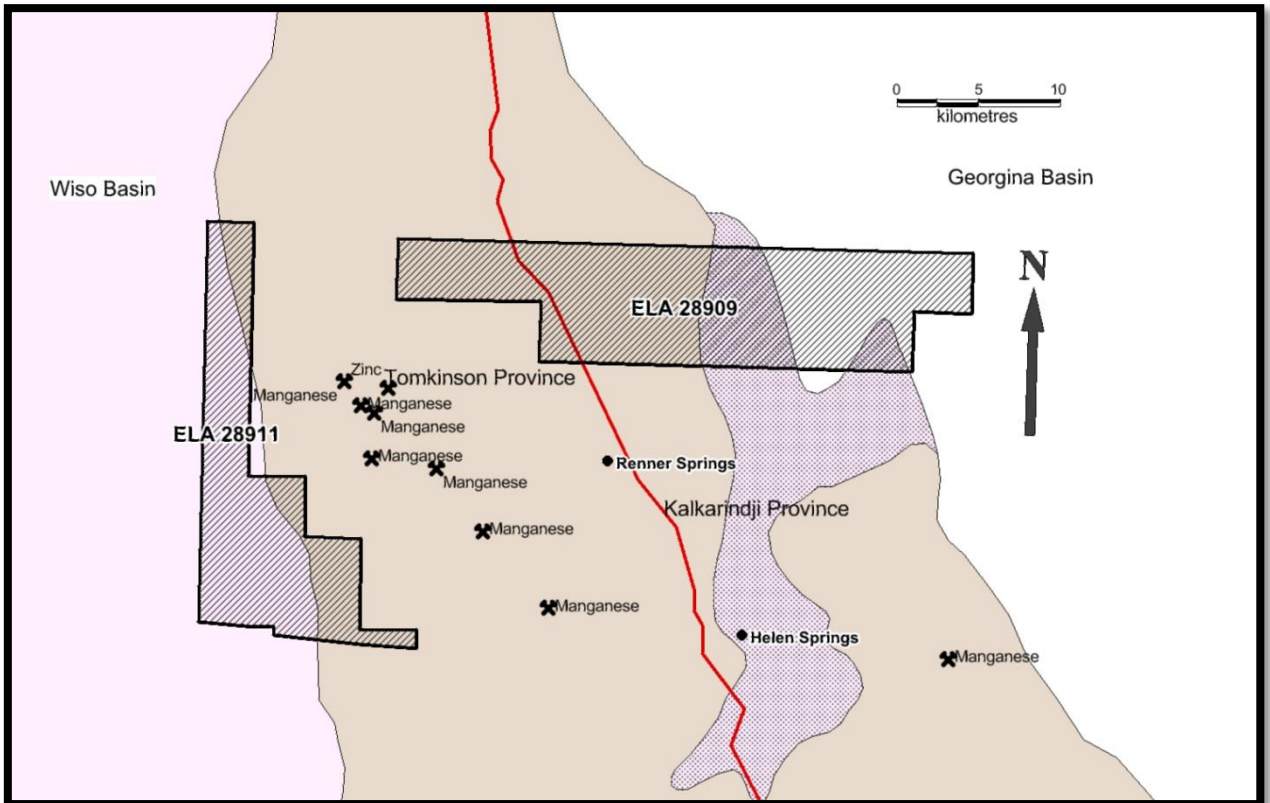 0 5 10
kilometres
Georgina Basin
Wiso Basin
N
ELA 28909
Zinc
Tomkinson Province
Manganese
Manganese
Manganese
ELA 28911
Manganese
Renner Springs
Manganese
Kalkarindji Province
Manganese
Manganese
Helen Springs
Manganese